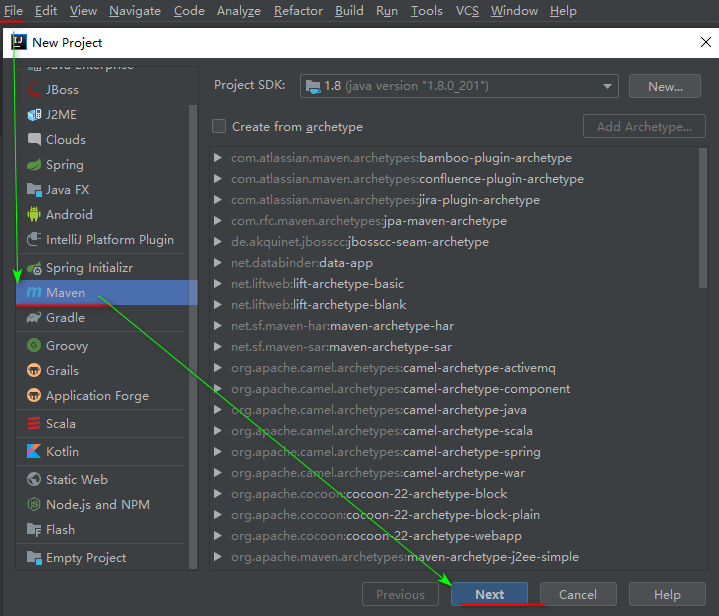 File Edit View Navigate Code Analyze Refactor Build Run Tools VCS Window Help
New Project
Java Enterprise
JBoss
J2ME
Clouds
Spring
Java FX
Android
IntelliJ Platform Plugin
Spring Initializr
Maven
Gradle
Groovy
Grails
Application Forge
Scala
Kotlin
Static Web
Node.js and NPM
Flash
Empty Project
Project SDK: 1.8 (java version "1.8.0_201") New...
Create from archetype Add Archetype...
com.atlassian.maven.archetypes:bamboo-plugin-archetype
com.atlassian.maven.archetypes:confluence-plugin-archetype
com.atlassian.maven.archetypes:jira-plugin-archetype
com.rfc.maven.archetypes:jpa-maven-archetype
de.akquinet.jbosscc:jbosscc-seam-archetype
net.databinder:data-app
net.liftweb:lift-archetype-basic
net.liftweb:lift-archetype-blank
net.sf.maven-har:maven-archetype-har
net.sf.maven-sar:maven-archetype-sar
org.apache.camel.archetypes:camel-archetype-activemq
org.apache.camel.archetypes:camel-archetype-component
org.apache.camel.archetypes:camel-archetype-java
org.apache.camel.archetypes:camel-archetype-scala
org.apache.camel.archetypes:camel-archetype-spring
org.apache.camel.archetypes:camel-archetype-war
org.apache.cocoon:cocoon-22-archetype-block
org.apache.cocoon:cocoon-22-archetype-block-plain
org.apache.cocoon:cocoon-22-archetype-webapp
org.apache.maven.archetypes:maven-archetype-j2ee-simple
Previous Next Cancel Help